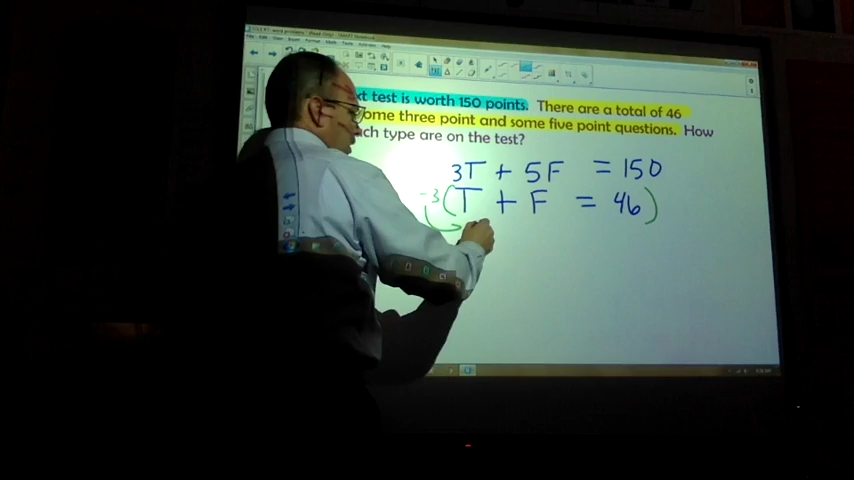 xt test is worth 150 points. There are a total of 46
ome three point and some five point questions. How
ch type are on the test?
3T + 5F = 150
-3(T + F = 46)